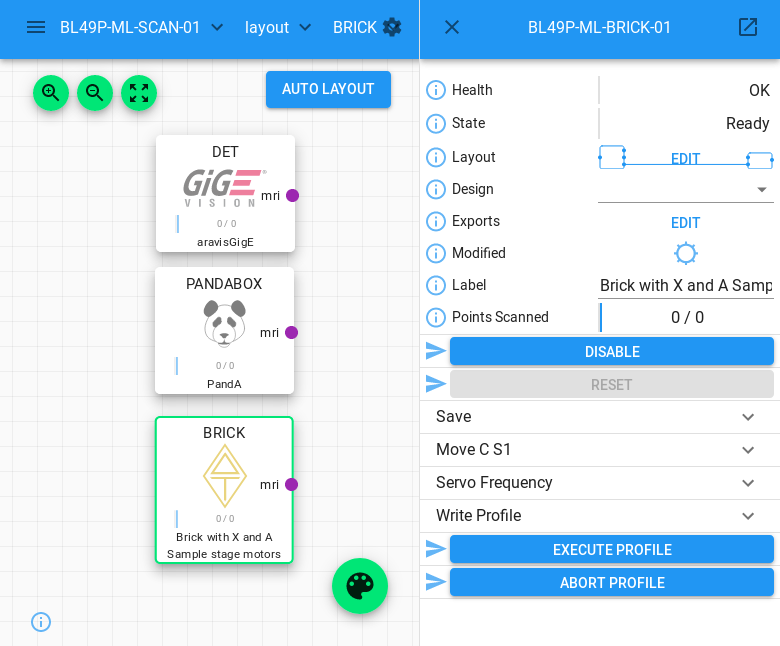 BL49P-ML-SCAN-01 layout BRICK
AUTO LAYOUT
DET
GiGE
VISION
mri
0 / 0
aravisGigE
PANDABOX
mri
0 / 0
PandA
BRICK
mri
0 / 0
Brick with X and A
Sample stage motors
BL49P-ML-BRICK-01
Health OK
State Ready
Layout EDIT
Design
Exports EDIT
Modified
Label Brick with X and A Samp
Points Scanned 0 / 0
DISABLE
RESET
Save
Move C S1
Servo Frequency
Write Profile
EXECUTE PROFILE
ABORT PROFILE